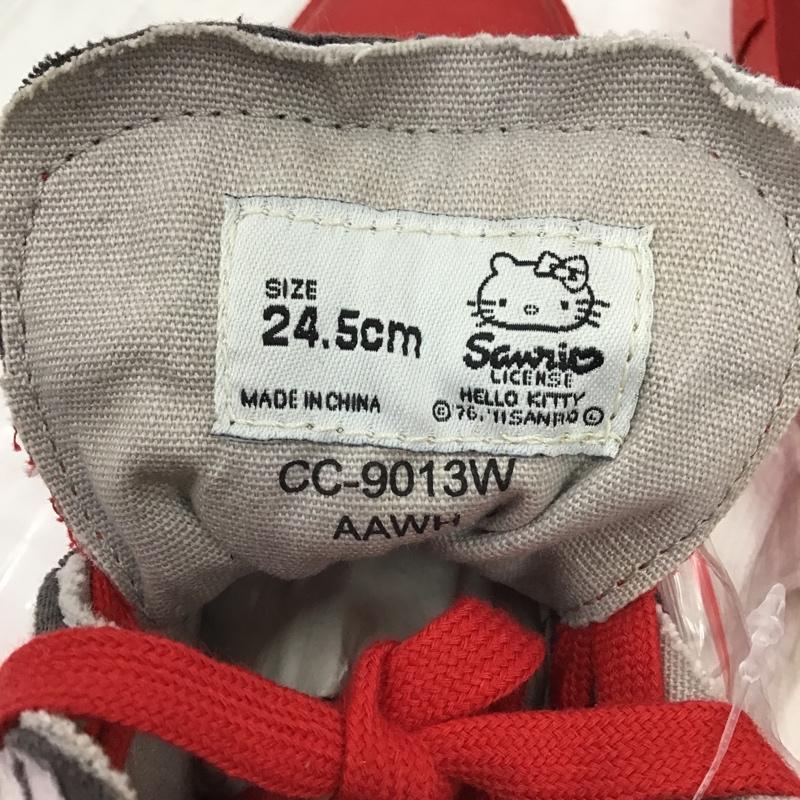 SIZE
24.5cm
MADE IN CHINA
Sanrio
LICENSE
HELLO KITTY
© 76, '11 SANRIO Ⓛ
CC-9013W